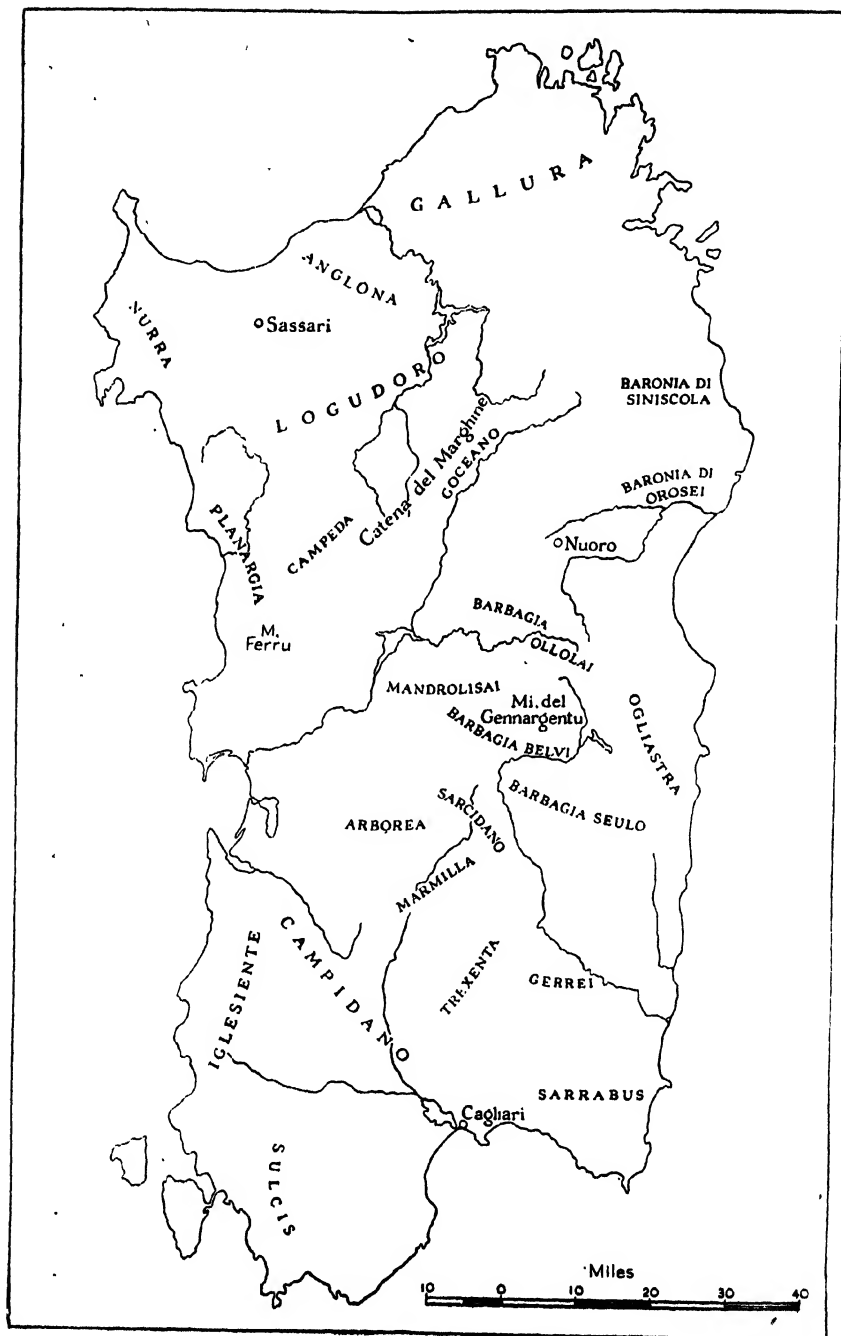 GALLURA
ANGLONA
NURRA
Sassari
LOGUDORO
BARONIA DI
SINISCOLA
Catena del Marghine
GOCEANO
BARONIA DI
OROSEI
PLANARGIA
CAMPEDA
Nuoro
M.
Ferru
BARBAGIA
OLLOLAI
MANDROLISAI
Mi. del
Gennargentu
BARBAGIA BELVI
OGLIASTRA
SARCIDANO
BARBAGIA SEULO
ARBOREA
MARMILLA
CAMPIDANO
IGLESIENTE
TREXENTA
GERREI
SARRABUS
Cagliari
SULCIS
Miles
10 0 10 20 30 40